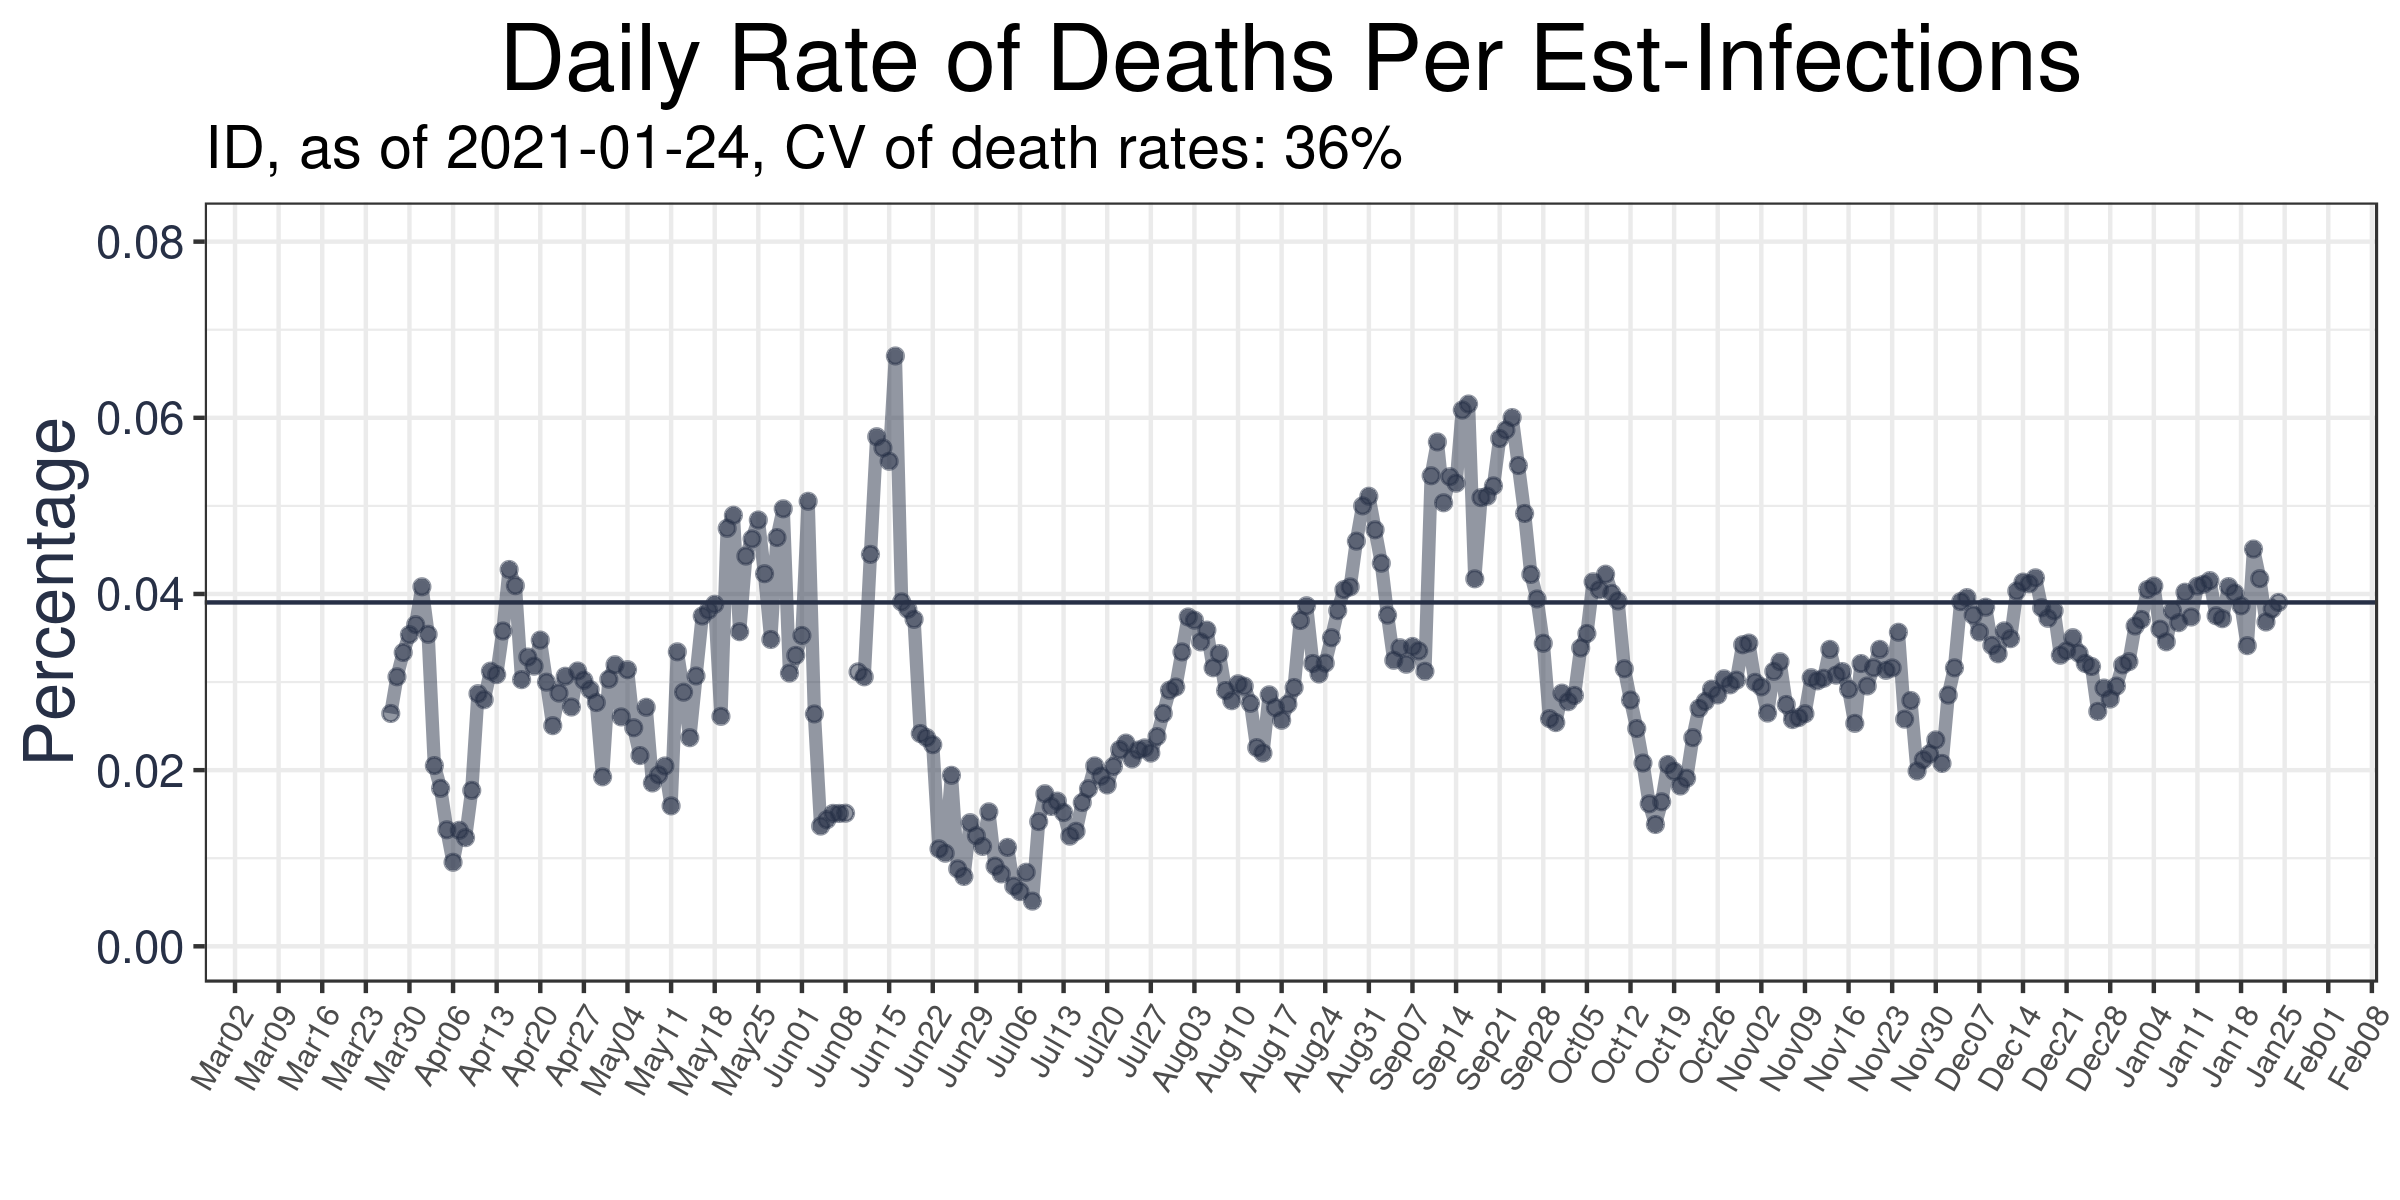 Daily Rate of Deaths Per Est-Infections
ID, as of 2021-01-24, CV of death rates: 36%
Percentage
0.08
0.06
0.04
0.02
0.00
Mar02
Mar09
Mar16
Mar23
Mar30
Apr06
Apr13
Apr20
Apr27
May04
May11
May18
May25
Jun01
Jun08
Jun15
Jun22
Jun29
Jul06
Jul13
Jul20
Jul27
Aug03
Aug10
Aug17
Aug24
Aug31
Sep07
Sep14
Sep21
Sep28
Oct05
Oct12
Oct19
Oct26
Nov02
Nov09
Nov16
Nov23
Nov30
Dec07
Dec14
Dec21
Dec28
Jan04
Jan11
Jan18
Jan25
Feb01
Feb08